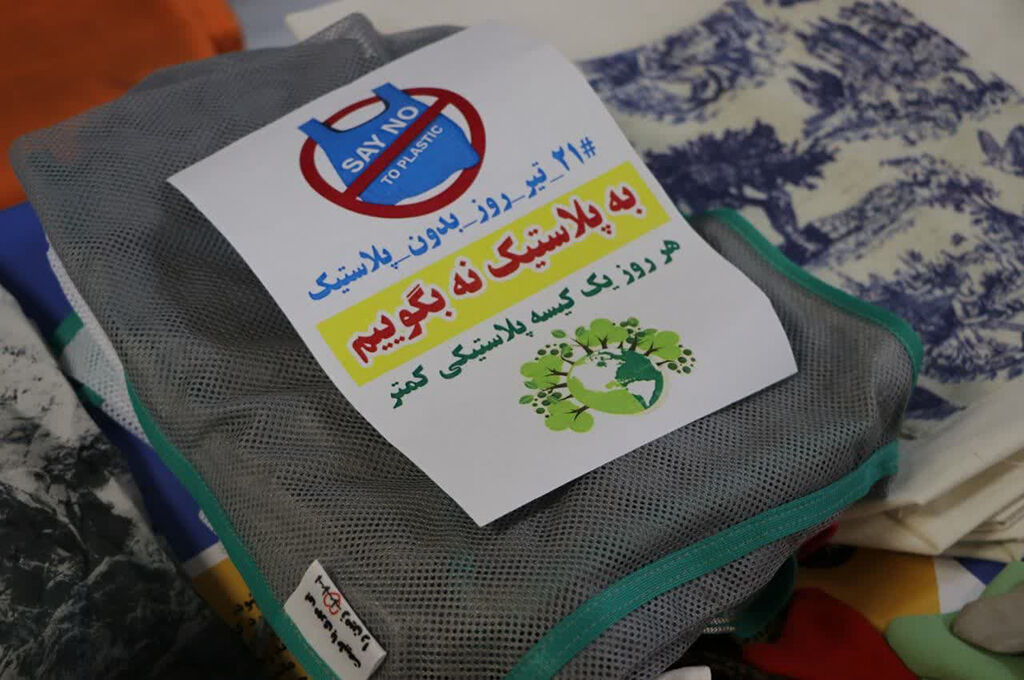 SAY NO
TO PLASTIC
#۲۱_تیر_روز_بدون_پلاستیک
به پلاستیک نه بگوییم
هر روز یک کیسه پلاستیکی کمتر